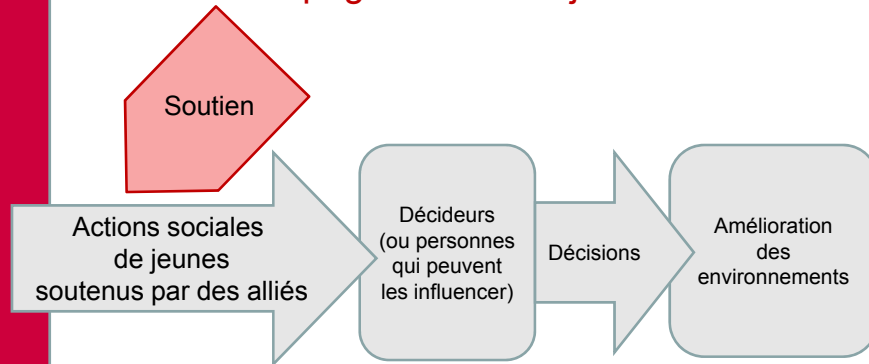 Soutien
Actions sociales
de jeunes
soutenus par des alliés
Décideurs
(ou personnes
qui peuvent
les influencer)
Décisions
Amélioration
des
environnements